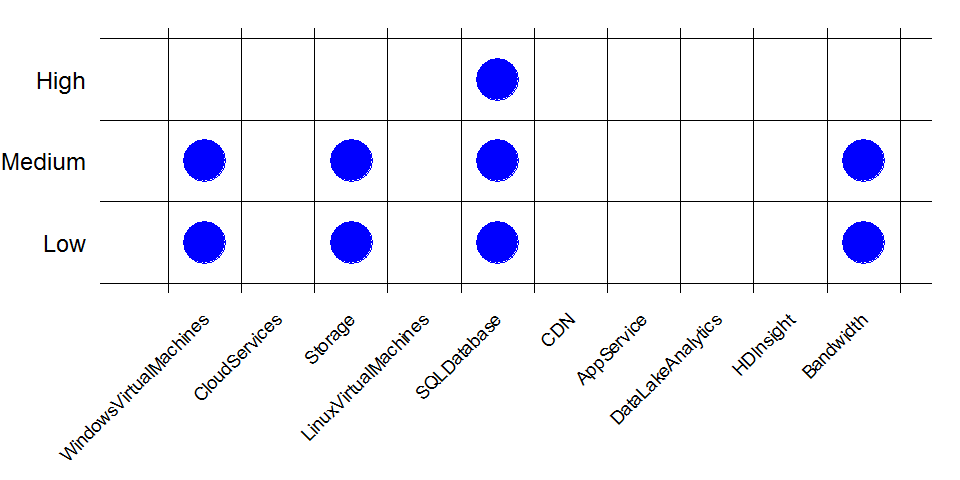 High
Medium
Low
WindowsVirtualMachines
CloudServices
Storage
LinuxVirtualMachines
SQLDatabase
CDN
AppService
DataLakeAnalytics
HDInsight
Bandwidth